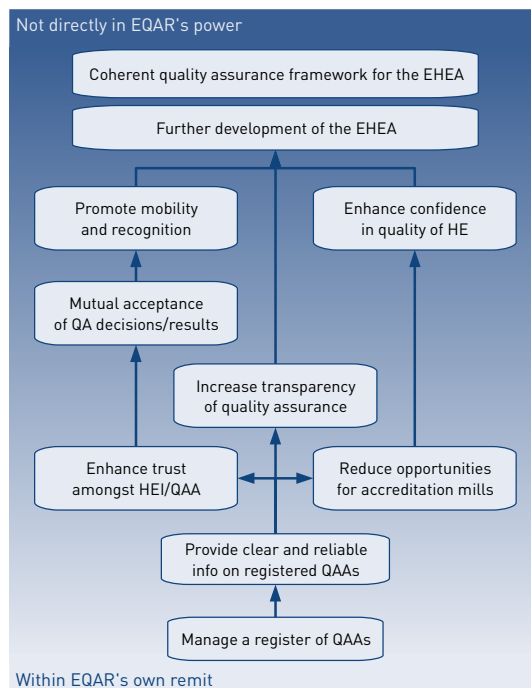 Not directly in EQAR's power
Coherent quality assurance framework for the EHEA
Further development of the EHEA
Promote mobility
and recognition
Enhance confidence
in quality of HE
Mutual acceptance
of QA decisions/results
Increase transparency
of quality assurance
Enhance trust
amongst HEI/QAA
Reduce opportunities
for accreditation mills
Provide clear and reliable
info on registered QAAs
Manage a register of QAAs
Within EQAR's own remit